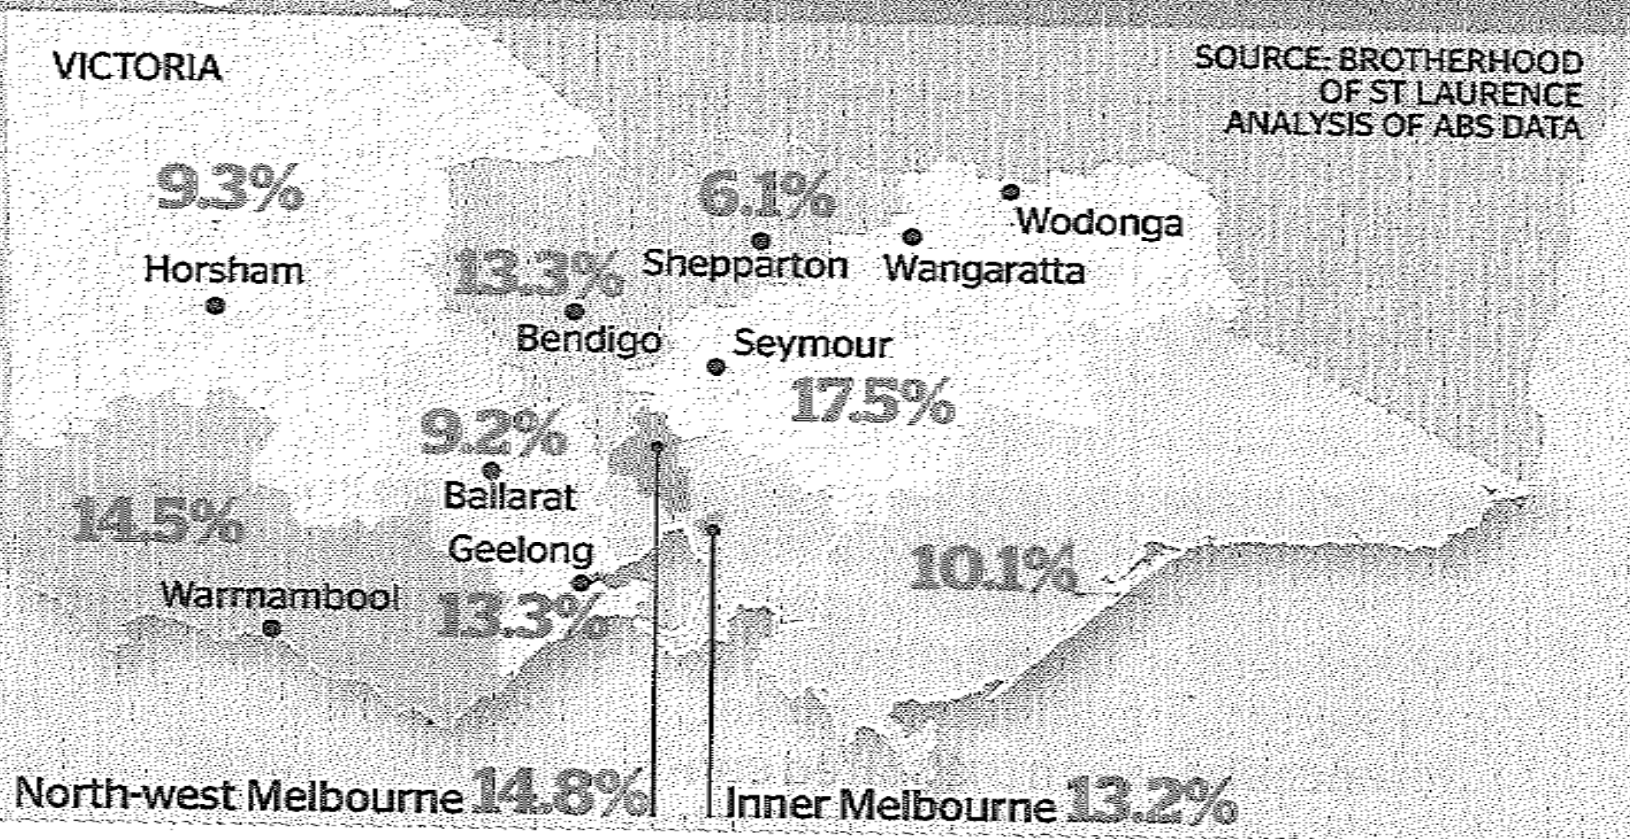 VICTORIA
SOURCE: BROTHERHOOD
OF ST LAURENCE
ANALYSIS OF ABS DATA
9.3%
Horsham
6.1%
Shepparton
Wodonga
Wangaratta
13.3%
Bendigo
Seymour
17.5%
9.2%
Ballarat
14.5%
Warrnambool
Geelong
13.3%
10.1%
North-west Melbourne 14.8%
Inner Melbourne 13.2%